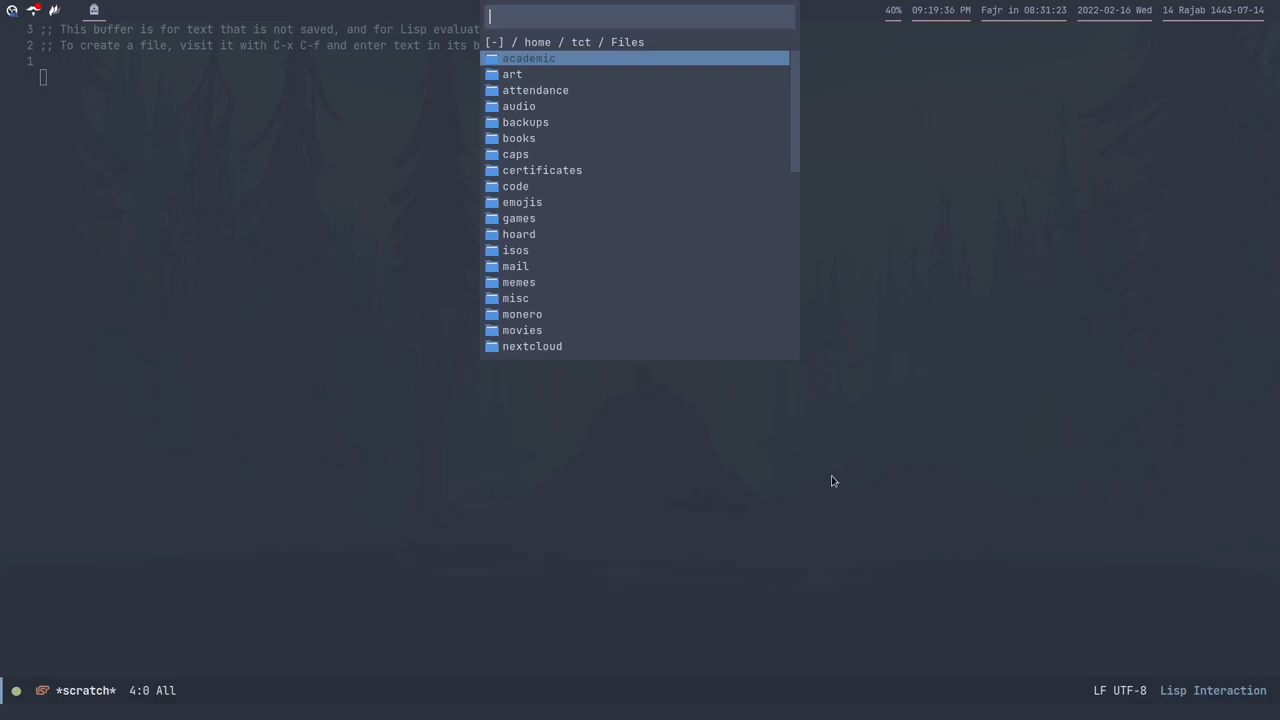 40% 09:19:36 PM Fajr in 08:31:23 2022-02-16 Wed 14 Rajab 1443-07-14
3 ;; This buffer is for text that is not saved, and for Lisp evaluat
2 ;; To create a file, visit it with C-x C-f and enter text in its b
1
[-] / home / tct / Files
academic
art
attendance
audio
backups
books
caps
certificates
code
emojis
games
hoard
isos
mail
memes
misc
monero
movies
nextcloud
*scratch* 4:0 All LF UTF-8 Lisp Interaction